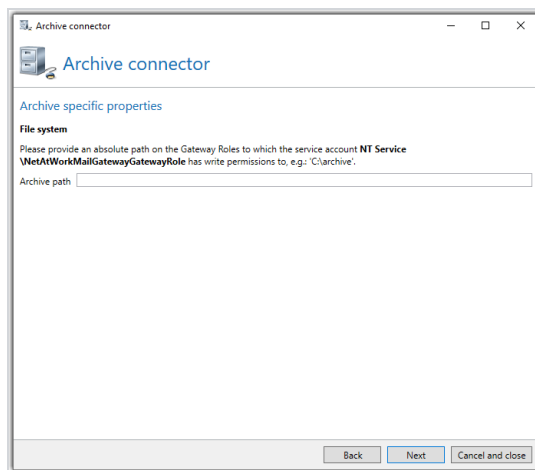 Archive connector
Archive connector
Archive specific properties
File system
Please provide an absolute path on the Gateway Roles to which the service account NT Service
\NetAtWorkMailGatewayGatewayRole has write permissions to, e.g.: 'C:\archive'.
Archive path
Back Next Cancel and close